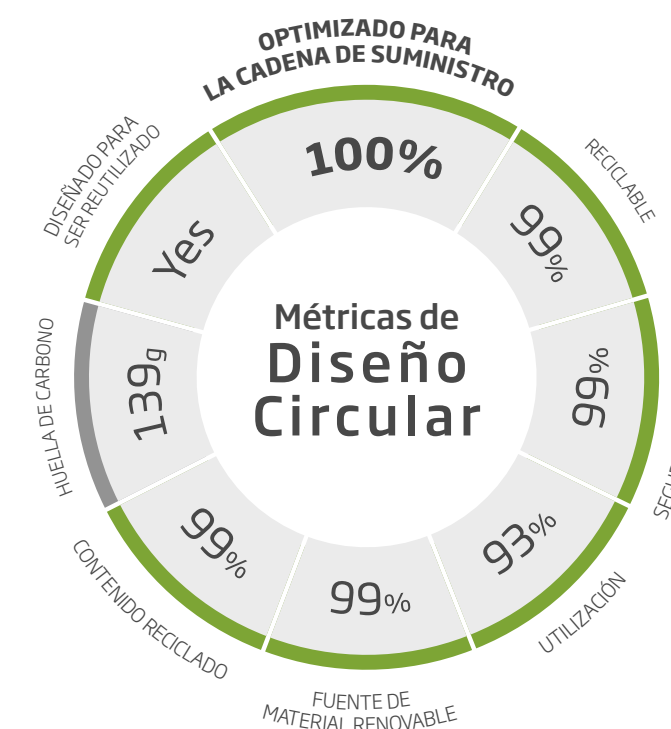 OPTIMIZADO PARA
LA CADENA DE SUMINISTRO
100%
RECICLABLE
99%
99%
UTILIZACIÓN
93%
FUENTE DE
MATERIAL RENOVABLE
99%
CONTENIDO RECICLADO
99%
HUELLA DE CARBONO
139g
DISEÑADO PARA
SER REUTILIZADO
Yes
Métricas de
Diseño
Circular